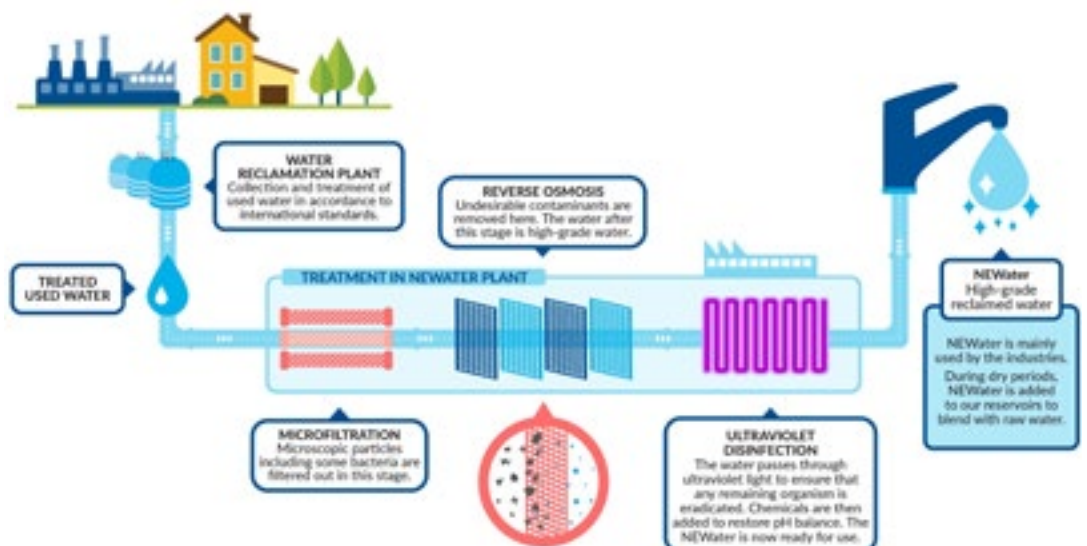 WATER
RECLAMATION PLANT
Collection and treatment of
used water in accordance to
international standards.
REVERSE OSMOSIS
Undesirable contaminants are
removed here. The water after
this stage is high-grade water.
TREATED
USED WATER
TREATMENT IN NEWATER PLANT
NEWater
High-grade
reclaimed water
NEWater is mainly
used by the industries.
During dry periods,
NEWater is added
to our reservoirs to
blend with raw water.
MICROFILTRATION
Microscopic particles
including some bacteria are
filtered out in this stage.
ULTRAVIOLET
DISINFECTION
The water passes through
ultraviolet light to ensure that
any remaining organism is
eradicated. Chemicals are then
added to restore pH balance. The
NEWater is now ready for use.